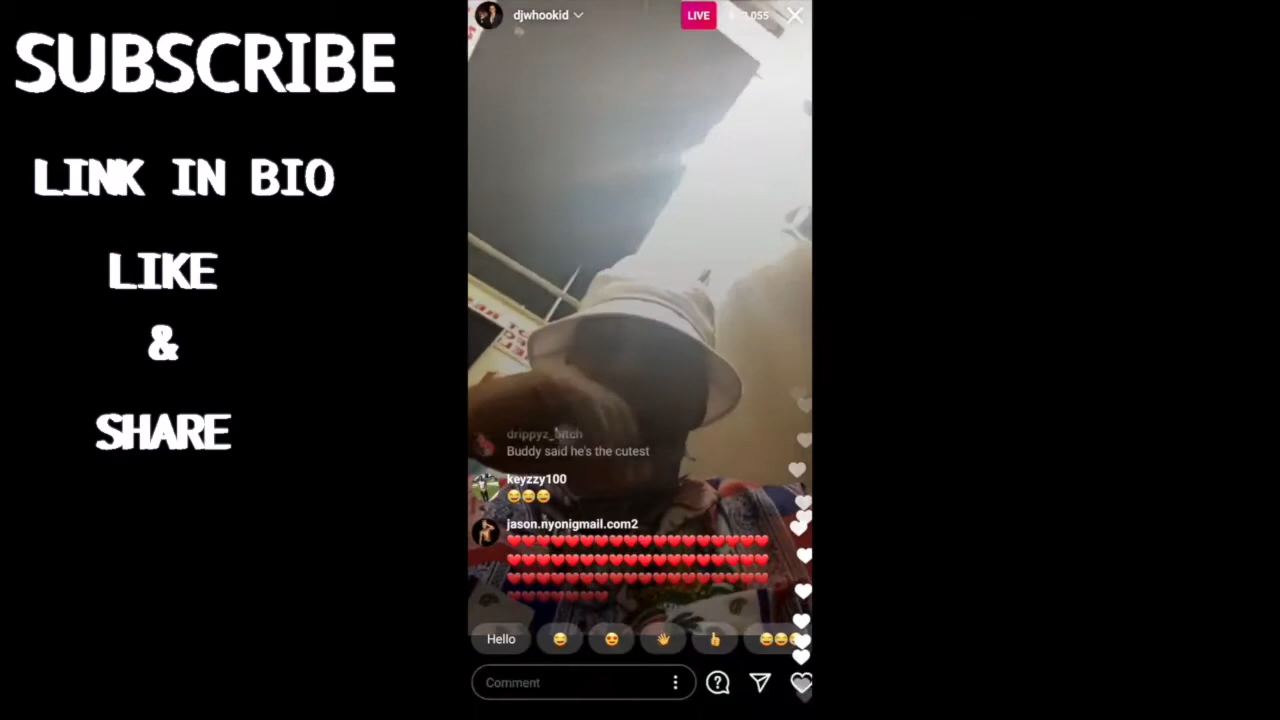 SUBSCRIBE
LINK IN BIO
LIKE
&
SHARE
djwhookid
LIVE
drippyz_bitch
Buddy said he's the cutest
keyzzy100
😂😂😂
jason.nyonigmail.com2
❤️❤️❤️❤️❤️❤️❤️❤️❤️❤️❤️❤️❤️❤️❤️❤️❤️❤️
❤️❤️❤️❤️❤️❤️❤️❤️❤️❤️❤️❤️❤️❤️❤️❤️❤️❤️
❤️❤️❤️❤️❤️❤️❤️❤️❤️❤️❤️❤️❤️❤️❤️❤️❤️❤️
❤️❤️❤️❤️❤️❤️❤️
Hello 😂 😍 👋 👍 😂😂😂
Comment